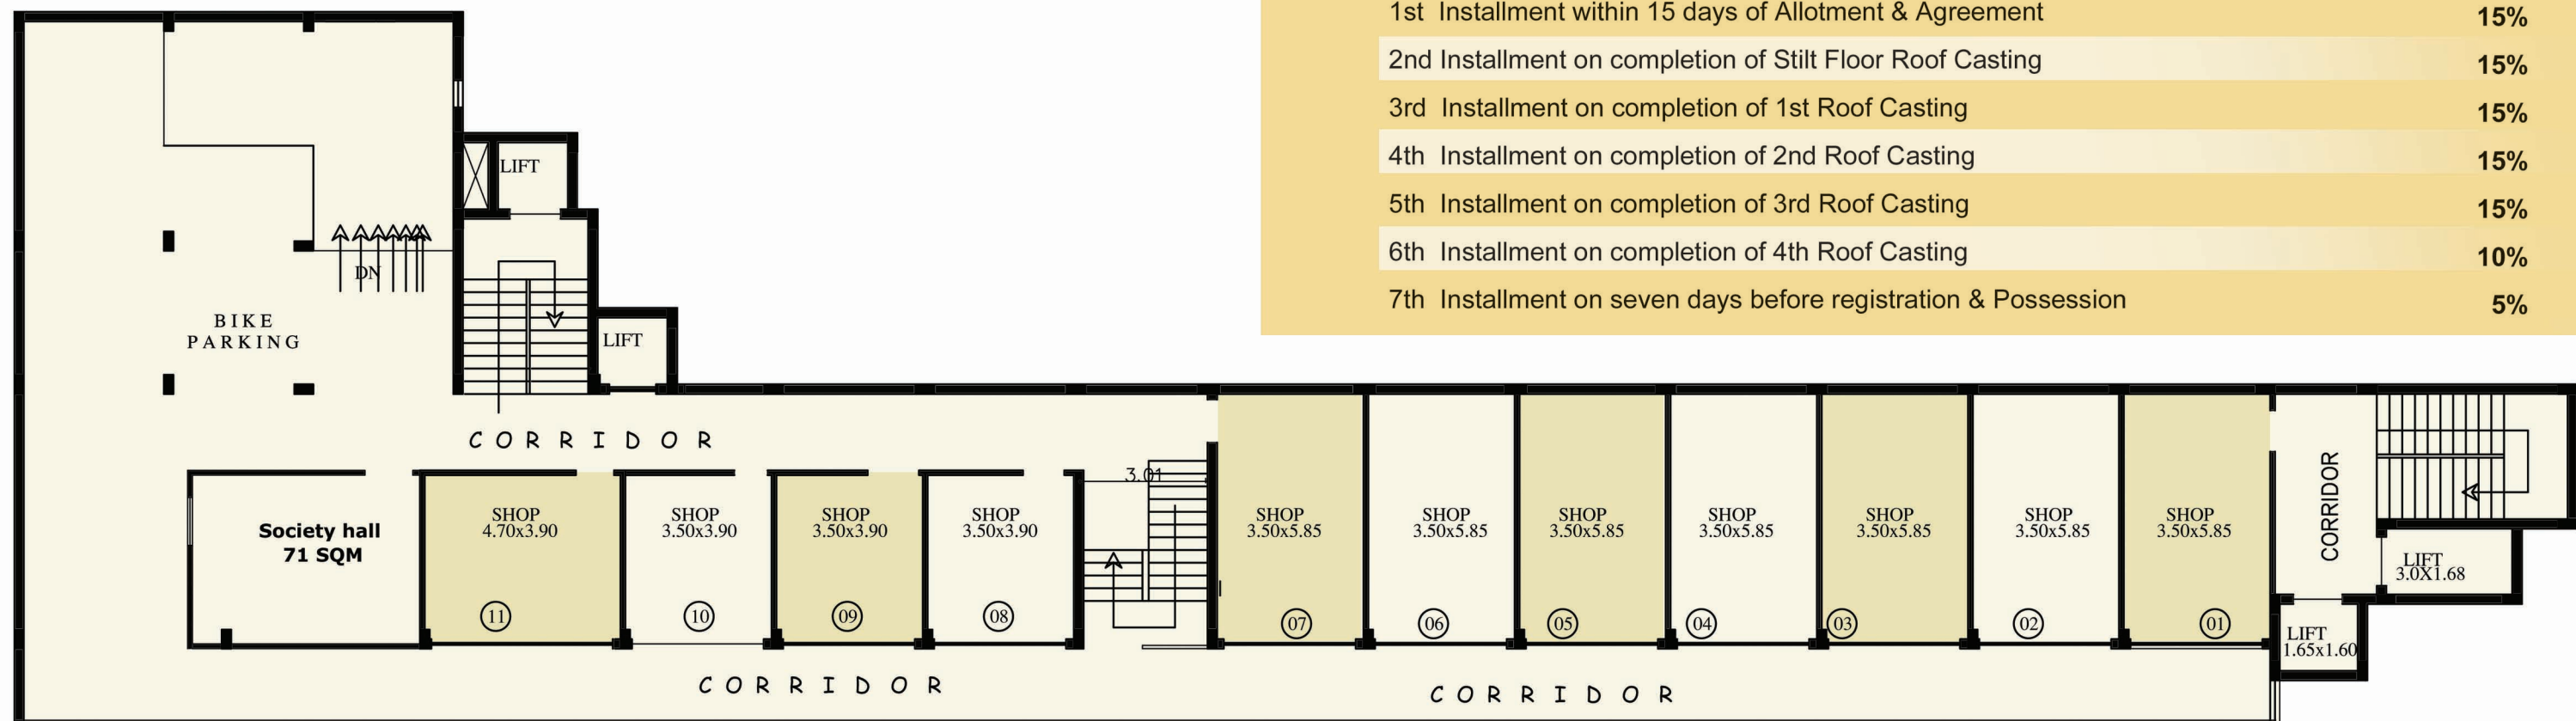 1st Installment within 15 days of Allotment & Agreement 15%
2nd Installment on completion of Stilt Floor Roof Casting 15%
3rd Installment on completion of 1st Roof Casting 15%
4th Installment on completion of 2nd Roof Casting 15%
5th Installment on completion of 3rd Roof Casting 15%
6th Installment on completion of 4th Roof Casting 10%
7th Installment on seven days before registration & Possession 5%
LIFT
DN
BIKE
PARKING
LIFT
CORRIDOR
3.01
CORRIDOR
Society hall
71 SQM
SHOP
4.70x3.90
11
SHOP
3.50x3.90
10
SHOP
3.50x3.90
09
SHOP
3.50x3.90
08
SHOP
3.50x5.85
07
SHOP
3.50x5.85
06
SHOP
3.50x5.85
05
SHOP
3.50x5.85
04
SHOP
3.50x5.85
03
SHOP
3.50x5.85
02
SHOP
3.50x5.85
01
LIFT
3.0X1.68
LIFT
1.65x1.60
CORRIDOR
CORRIDOR